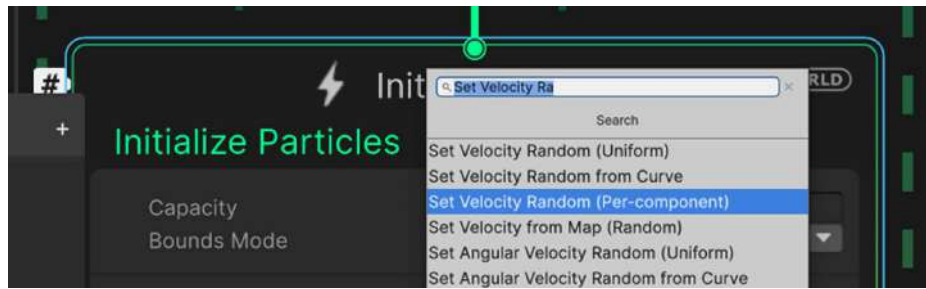 #
Init
RLD
Set Velocity Ra
×
Search
+
Initialize Particles
Set Velocity Random (Uniform)
Set Velocity Random from Curve
Capacity
Set Velocity Random (Per-component)
Set Velocity from Map (Random)
Bounds Mode
Set Angular Velocity Random (Uniform)
Set Angular Velocity Random from Curve